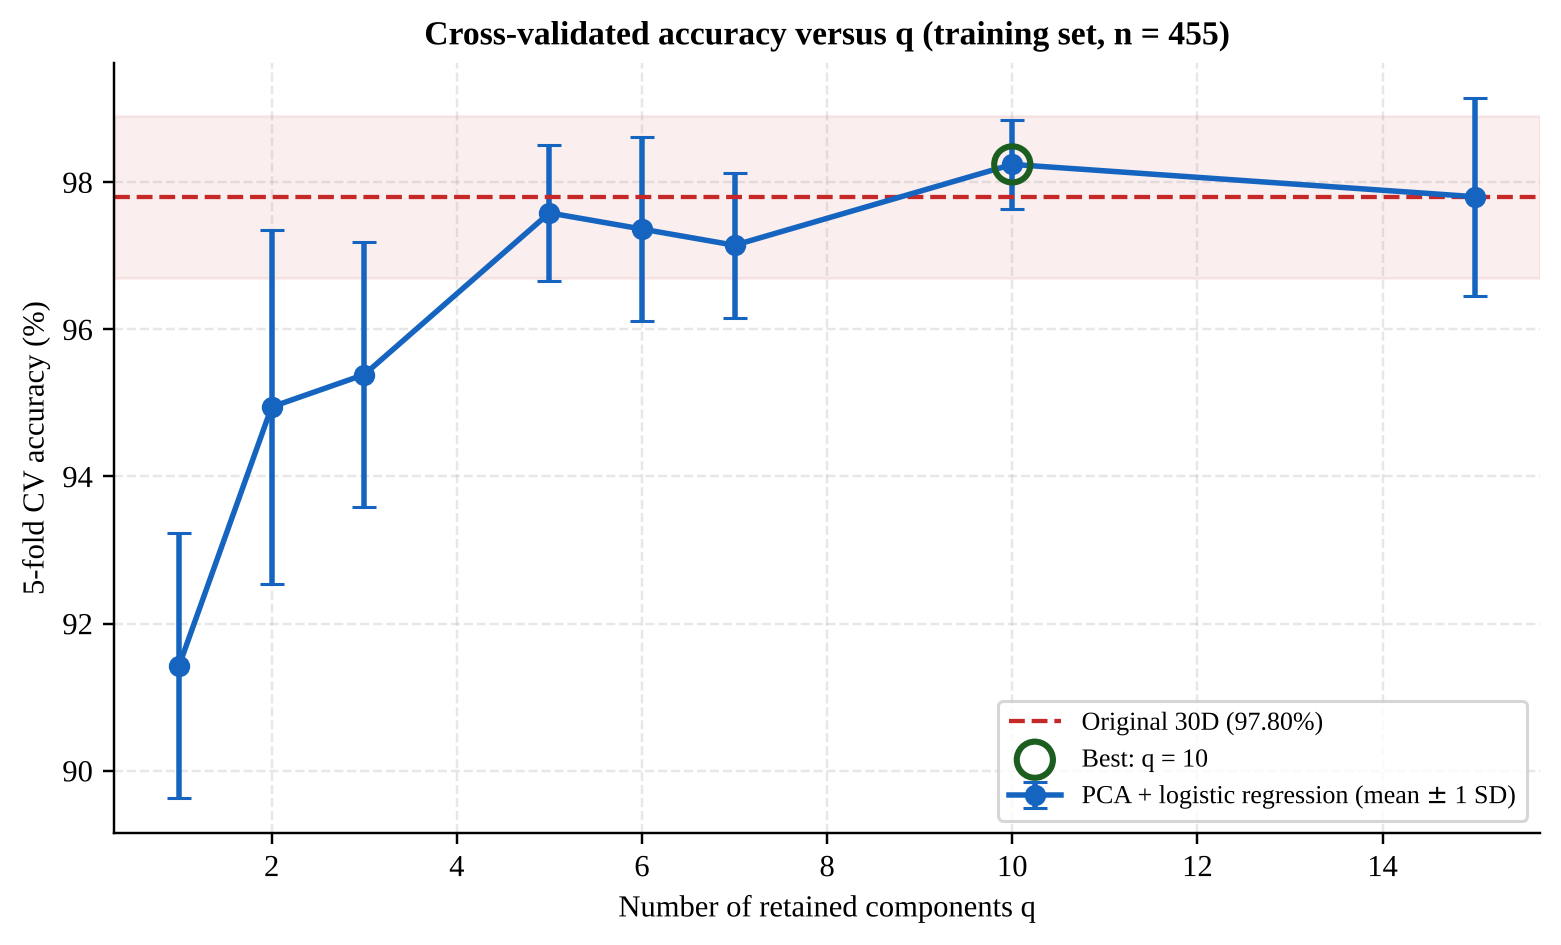 Cross-validated accuracy versus q (training set, n = 455)
5-fold CV accuracy (%)
98
96
94
92
90
Original 30D (97.80%)
Best: q = 10
PCA + logistic regression (mean ± 1 SD)
2 4 6 8 10 12 14
Number of retained components q